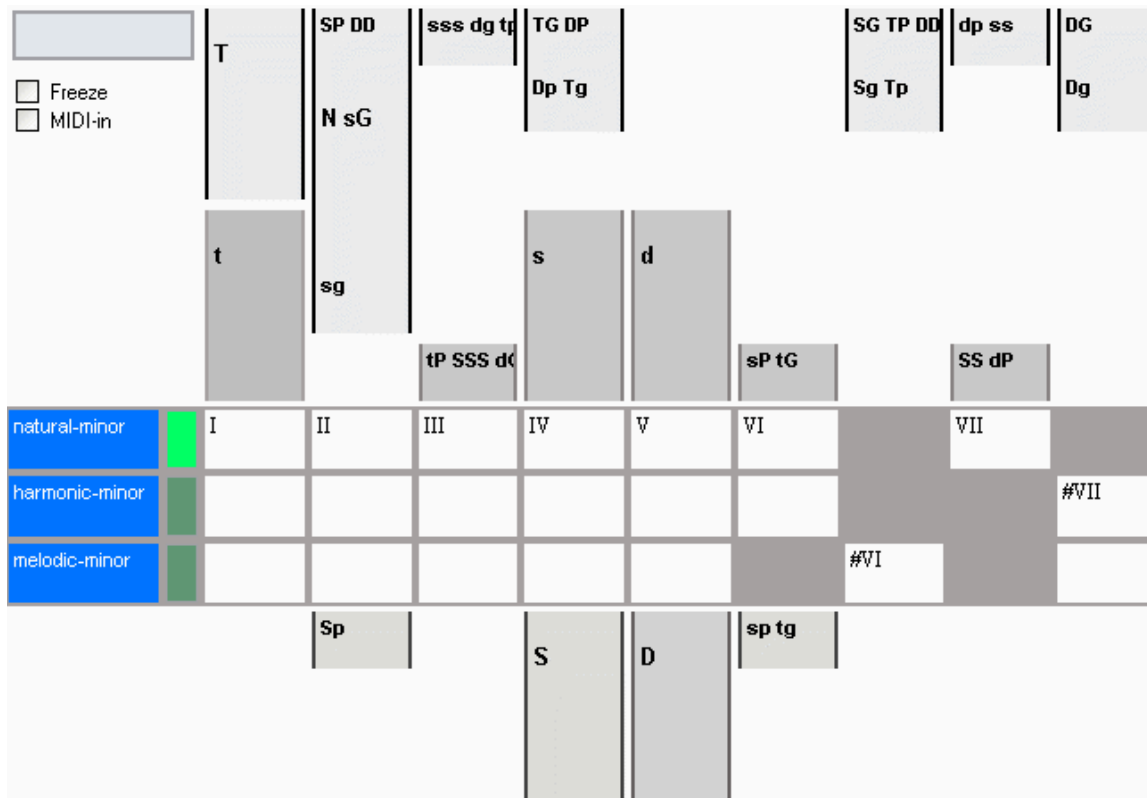 SP DD
sss dg
TG DP
SG TP DD
dp ss
DG
T
Freeze
Dp Tg
Sg Tp
Dg
MIDI-in
N sG
t
s
d
sg
tP SSS
sP tG
SS dP
natural-minor
I
II
III
IV
V
VI
VII
harmonic-minor
#VII
melodic-minor
#VI
Sp
sp tg
S
D